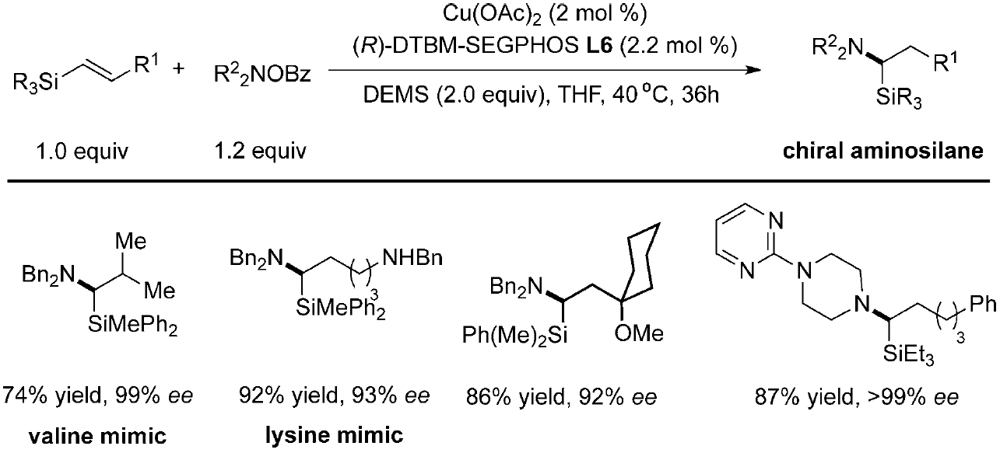 Cu(OAc)₂ (2 mol %)
(R)-DTBM-SEGPHOS L6 (2.2 mol %)
R₃Si R¹ + R²₂NOBz R²₂N R¹ SiR₃
DEMS (2.0 equiv), THF, 40 °C, 36h
1.0 equiv 1.2 equiv chiral aminosilane
Bn₂N Me Me SiMePh₂
Bn₂N ( )₃ NHBn SiMePh₂
Bn₂N Ph(Me)₂Si OMe
N N N N ( )₃ Ph SiEt₃
74% yield, 99% ee 92% yield, 93% ee 86% yield, 92% ee 87% yield, >99% ee
valine mimic lysine mimic